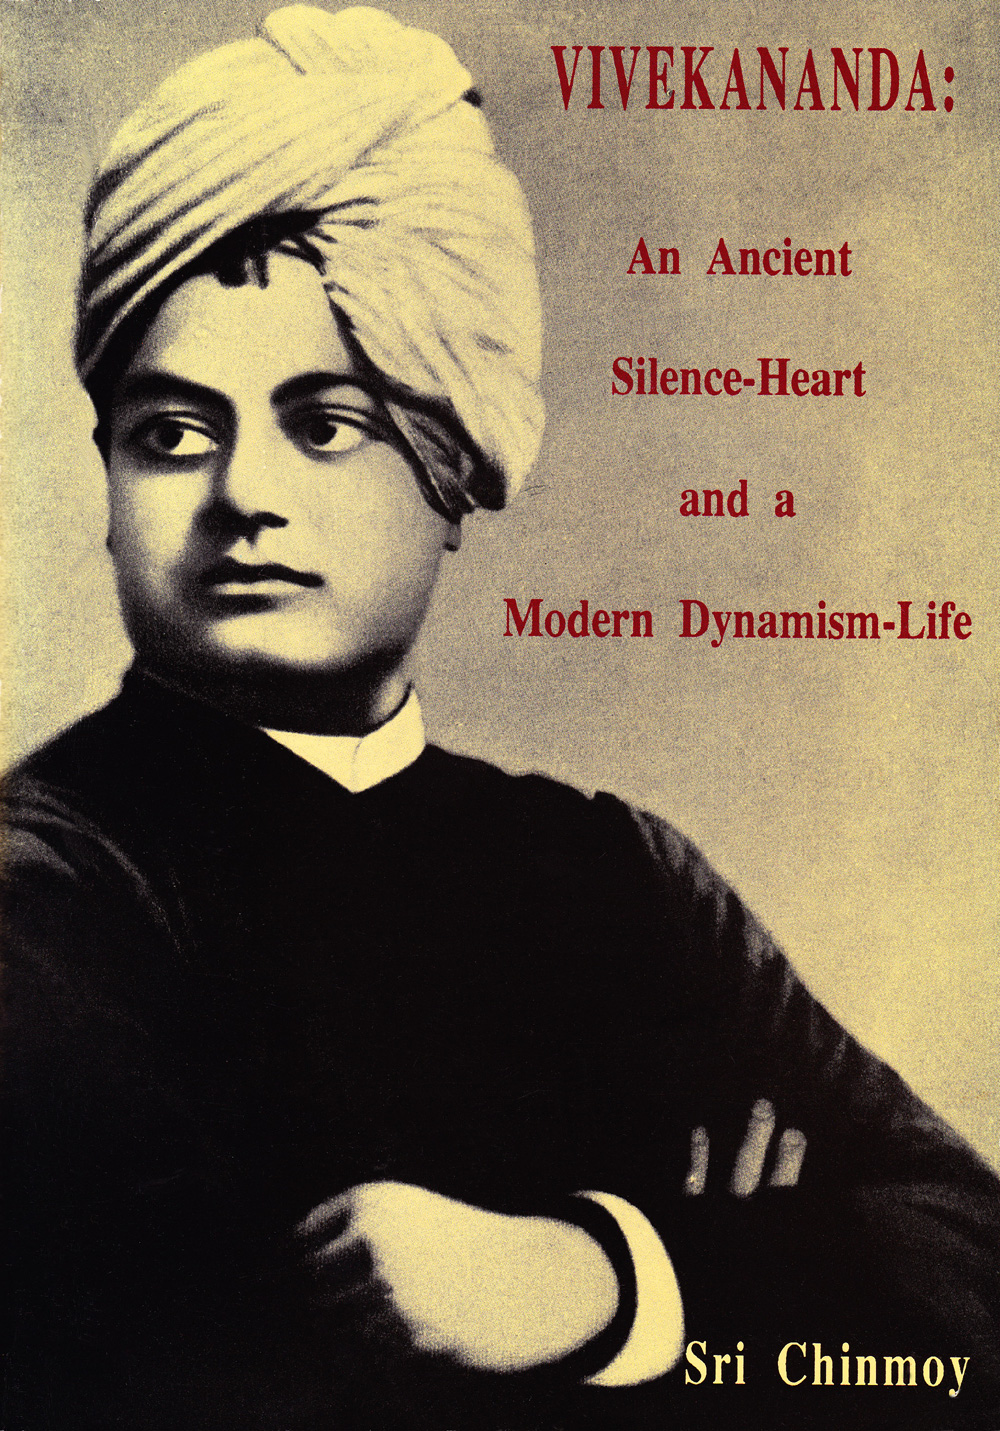 VIVEKANANDA:
An Ancient
Silence-Heart
and a
Modern Dynamism-Life
Sri Chinmoy